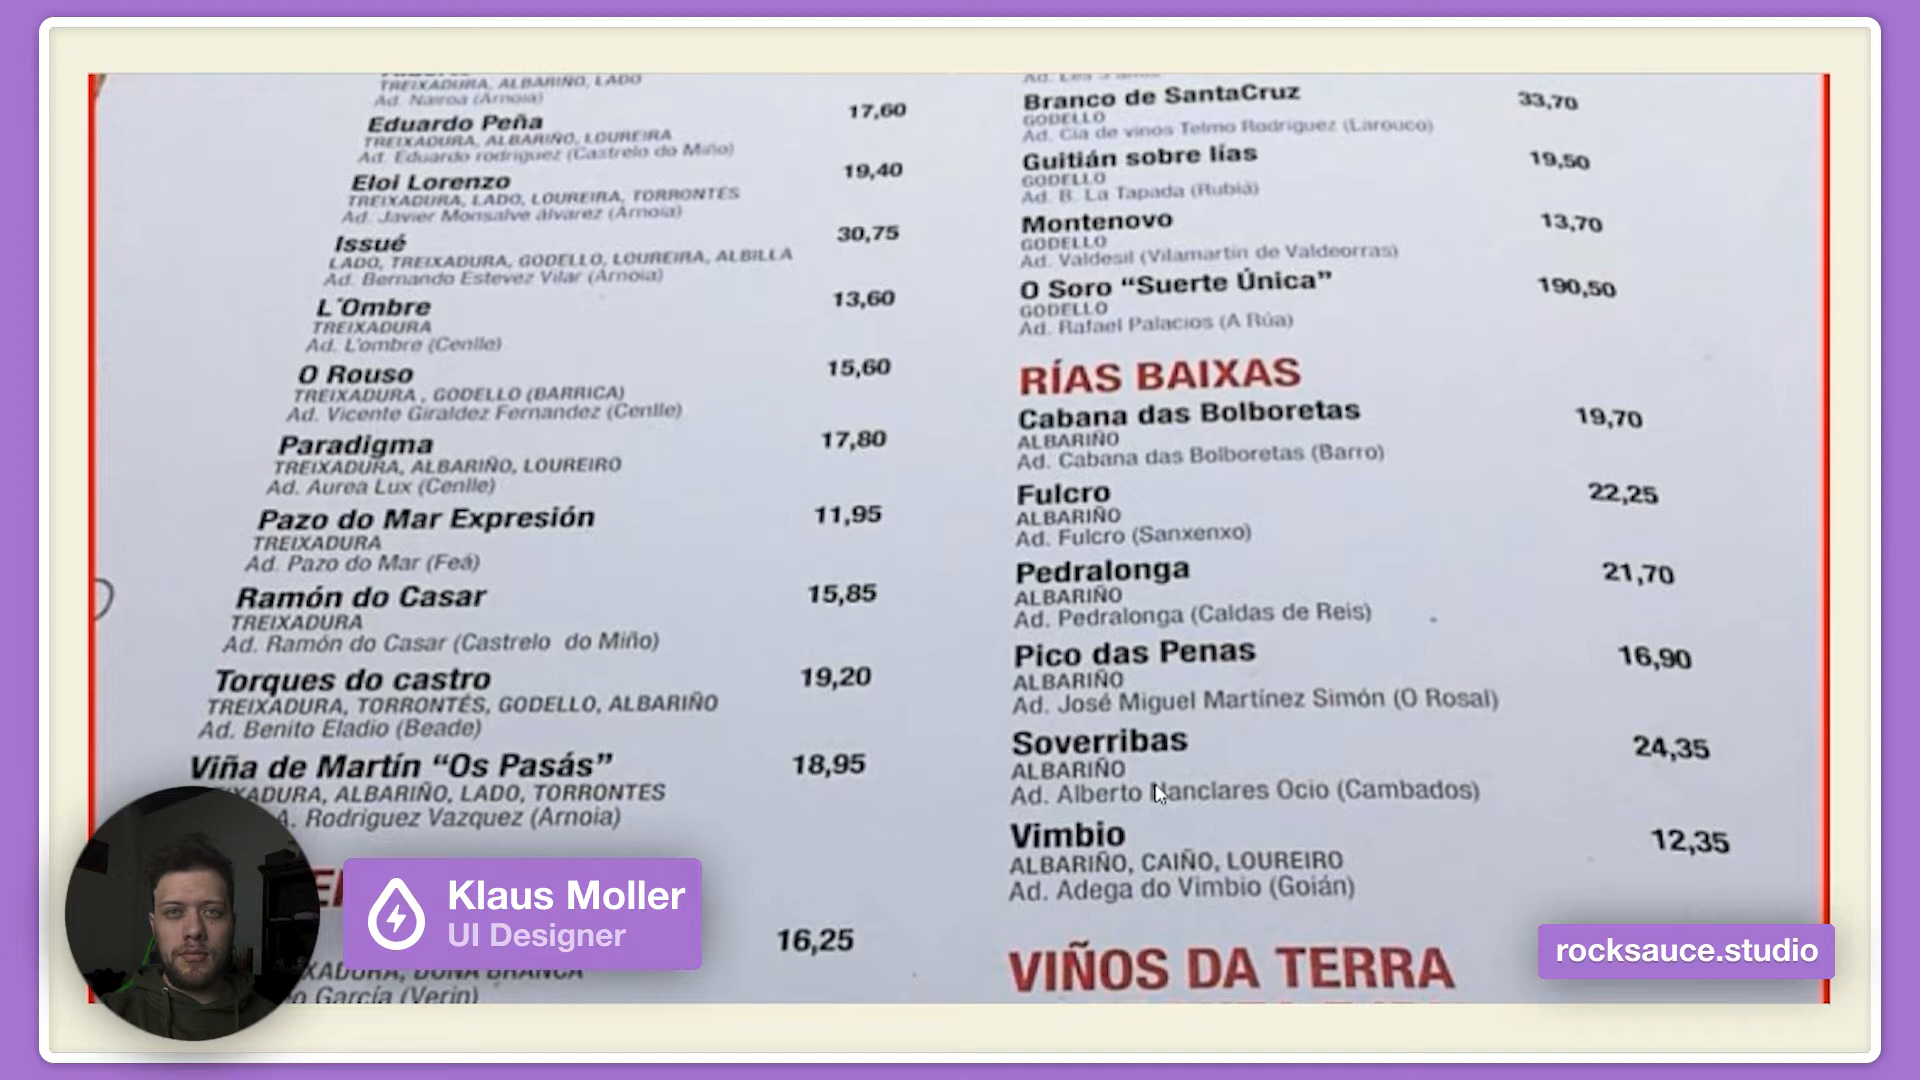 TREIXADURA, ALBARIÑO, LADO
Ad. Nairoa (Arnoia)
Eduardo Peña 17,60
TREIXADURA, ALBARIÑO, LOUREIRA
Ad. Eduardo rodriguez (Castrelo do Miño)
Eloi Lorenzo 19,40
TREIXADURA, LADO, LOUREIRA, TORRONTÉS
Ad. Javier Monsalve álvarez (Arnoia)
Issué 30,75
LADO, TREIXADURA, GODELLO, LOUREIRA, ALBILLA
Ad. Bernando Estevez Vilar (Arnoia)
L´Ombre 13,60
TREIXADURA
Ad. L'ombre (Cenlle)
O Rouso 15,60
TREIXADURA , GODELLO (BARRICA)
Ad. Vicente Giraldez Fernandez (Cenlle)
Paradigma 17,80
TREIXADURA, ALBARIÑO, LOUREIRO
Ad. Aurea Lux (Cenlle)
Pazo do Mar Expresión 11,95
TREIXADURA
Ad. Pazo do Mar (Feá)
Ramón do Casar 15,85
TREIXADURA
Ad. Ramón do Casar (Castrelo do Miño)
Torques do castro 19,20
TREIXADURA, TORRONTÉS, GODELLO, ALBARIÑO
Ad. Benito Eladio (Beade)
Viña de Martín “Os Pasás” 18,95
ALBARIÑO, LADO, TORRONTES
A. Rodriguez Vazquez (Arnoia)
16,25
DONA BRANCA
García (Verin)
Branco de SantaCruz 33,70
GODELLO
Ad. Cia de vinos Telmo Rodriguez (Larouco)
Guitián sobre lías 19,50
GODELLO
Ad. B. La Tapada (Rubiá)
Montenovo 13,70
GODELLO
Ad. Valdesil (Vilamartin de Valdeorras)
O Soro “Suerte Única” 190,50
GODELLO
Ad. Rafael Palacios (A Rúa)
RÍAS BAIXAS
Cabana das Bolboretas 19,70
ALBARIÑO
Ad. Cabana das Bolboretas (Barro)
Fulcro 22,25
ALBARIÑO
Ad. Fulcro (Sanxenxo)
Pedralonga 21,70
ALBARIÑO
Ad. Pedralonga (Caldas de Reis)
Pico das Penas 16,90
ALBARIÑO
Ad. José Miguel Martínez Simón (O Rosal)
Soverribas 24,35
ALBARIÑO
Ad. Alberto Nanclares Ocio (Cambados)
Vimbio 12,35
ALBARIÑO, CAIÑO, LOUREIRO
Ad. Adega do Vimbio (Goián)
VIÑOS DA TERRA
Klaus Moller
UI Designer
rocksauce.studio